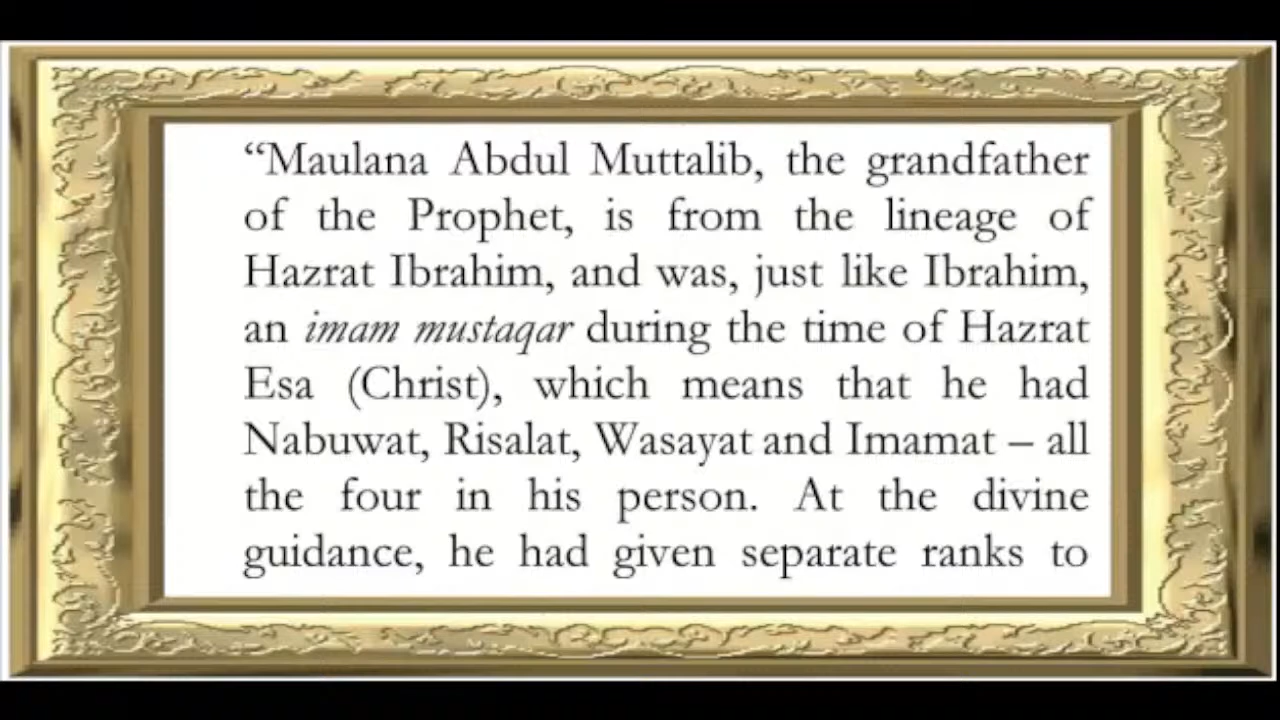 “Maulana Abdul Muttalib, the grandfather
of the Prophet, is from the lineage of
Hazrat Ibrahim, and was, just like Ibrahim,
an imam mustaqar during the time of Hazrat
Esa (Christ), which means that he had
Nabuwat, Risalat, Wasayat and Imamat – all
the four in his person. At the divine
guidance, he had given separate ranks to